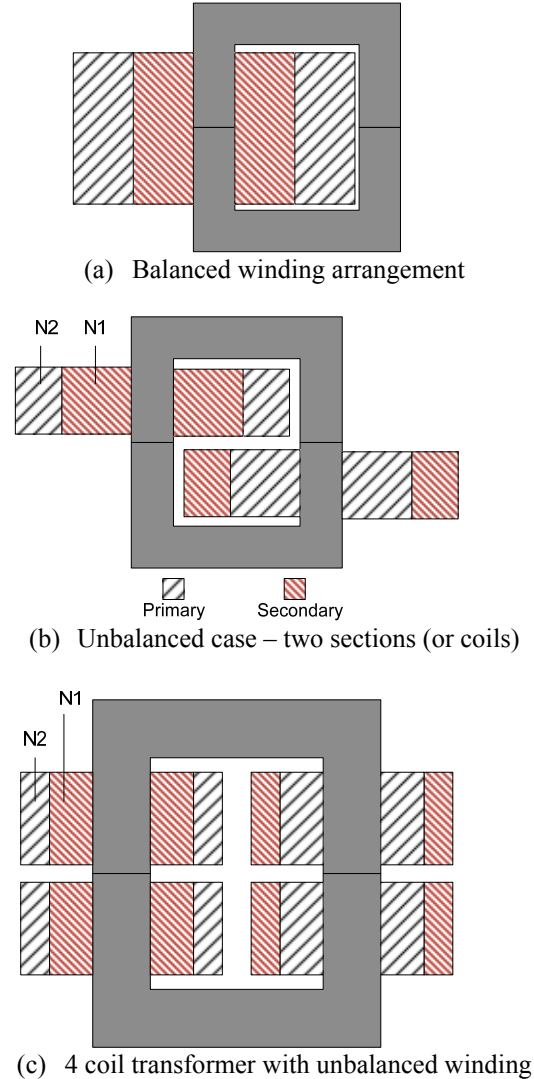 (a) Balanced winding arrangement
N2 N1
Primary Secondary
(b) Unbalanced case – two sections (or coils)
N1
N2
(c) 4 coil transformer with unbalanced winding